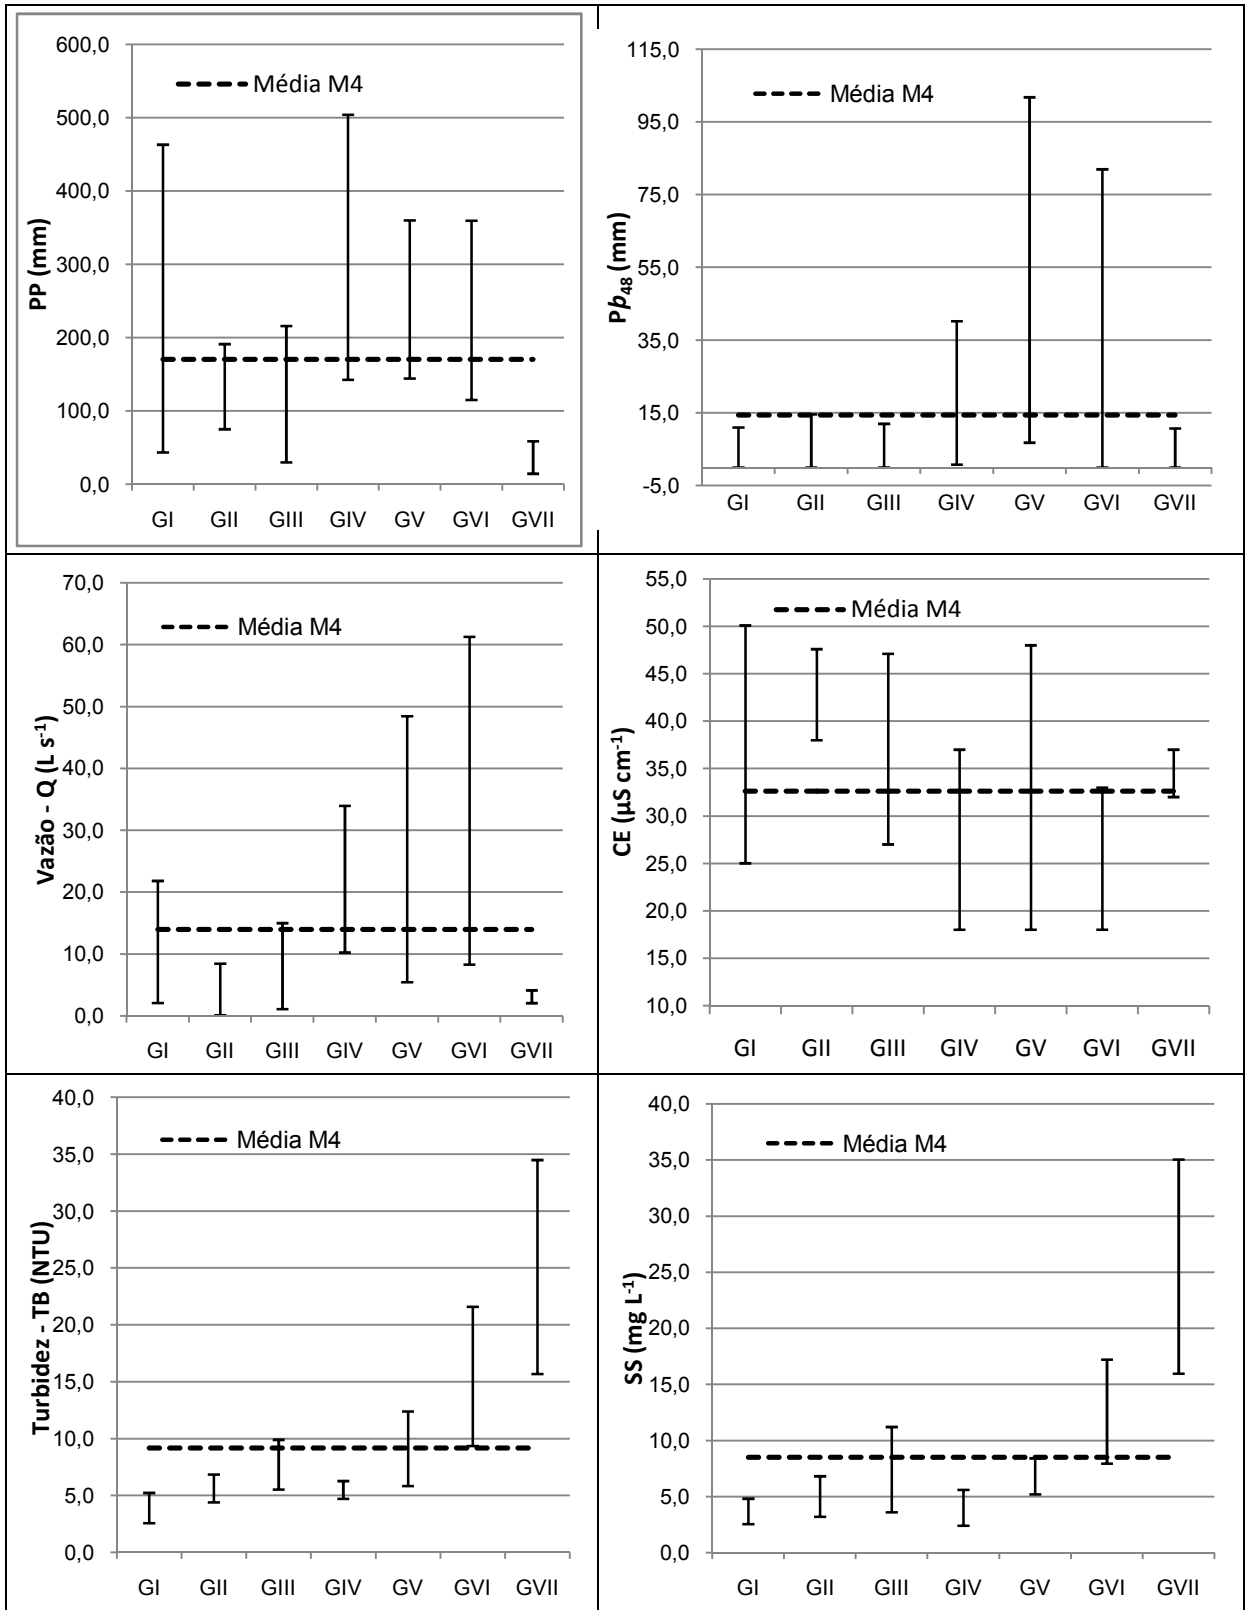 600,0
500,0
400,0
300,0
200,0
100,0
0,0
PP (mm)
Média M4
GI GII GIII GIV GV GVI GVII
115,0
95,0
75,0
55,0
35,0
15,0
-5,0
Pb48 (mm)
Média M4
GI GII GIII GIV GV GVI GVII
70,0
60,0
50,0
40,0
30,0
20,0
10,0
0,0
Vazão - Q (L s-1)
Média M4
GI GII GIII GIV GV GVI GVII
55,0
50,0
45,0
40,0
35,0
30,0
25,0
20,0
15,0
10,0
CE (µS cm-1)
Média M4
GI GII GIII GIV GV GVI GVII
40,0
35,0
30,0
25,0
20,0
15,0
10,0
5,0
0,0
Turbidez - TB (NTU)
Média M4
GI GII GIII GIV GV GVI GVII
40,0
35,0
30,0
25,0
20,0
15,0
10,0
5,0
0,0
SS (mg L-1)
Média M4
GI GII GIII GIV GV GVI GVII